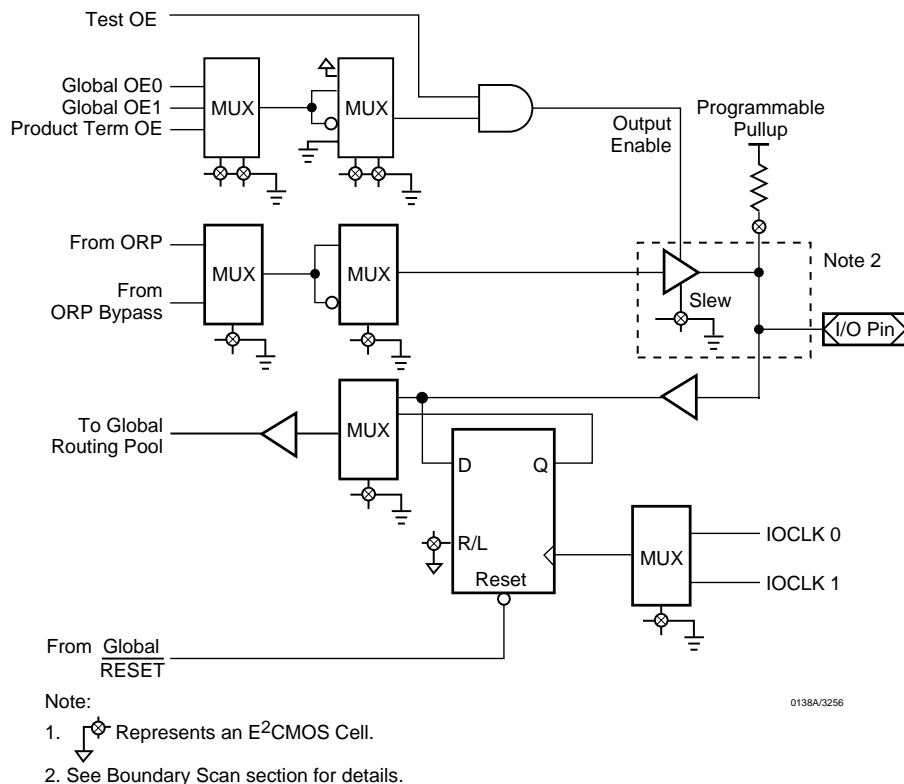 Test OE
Global OE0
Global OE1
Product Term OE
MUX
MUX
Output
Enable
Programmable
Pullup
From ORP
From
ORP Bypass
MUX
MUX
Slew
Note 2
I/O Pin
To Global
Routing Pool
MUX
D
Q
R/L
Reset
MUX
IOCLK 0
IOCLK 1
From Global
RESET
Note:
0138A/3256
1. Represents an E2CMOS Cell.
2. See Boundary Scan section for details.